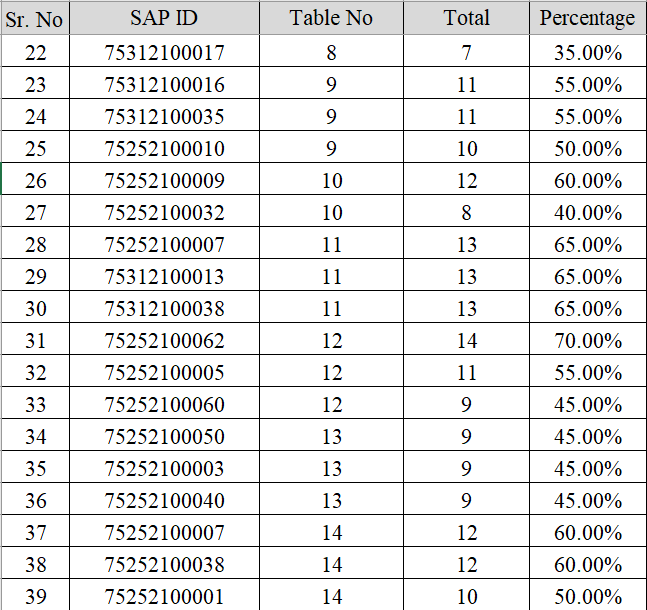 Sr. No SAP ID Table No Total Percentage
22 75312100017 8 7 35.00%
23 75312100016 9 11 55.00%
24 75312100035 9 11 55.00%
25 75252100010 9 10 50.00%
26 75252100009 10 12 60.00%
27 75252100032 10 8 40.00%
28 75252100007 11 13 65.00%
29 75312100013 11 13 65.00%
30 75312100038 11 13 65.00%
31 75252100062 12 14 70.00%
32 75252100005 12 11 55.00%
33 75252100060 12 9 45.00%
34 75252100050 13 9 45.00%
35 75252100003 13 9 45.00%
36 75252100040 13 9 45.00%
37 75252100007 14 12 60.00%
38 75252100038 14 12 60.00%
39 75252100001 14 10 50.00%